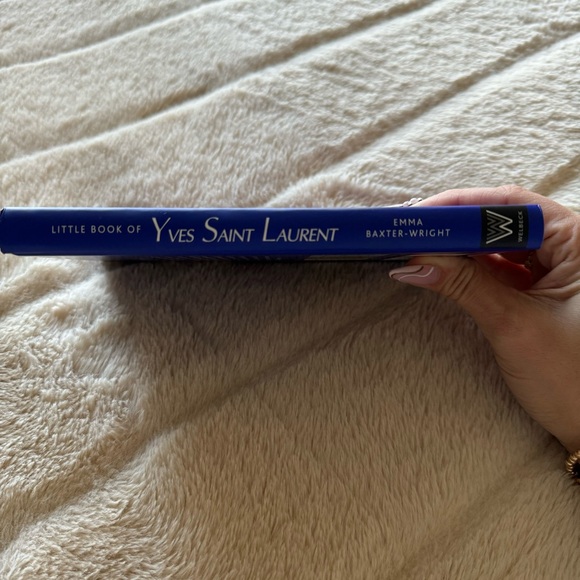 LITTLE BOOK OF YVES SAINT LAURENT
EMMA
BAXTER-WRIGHT
W
WELBECK